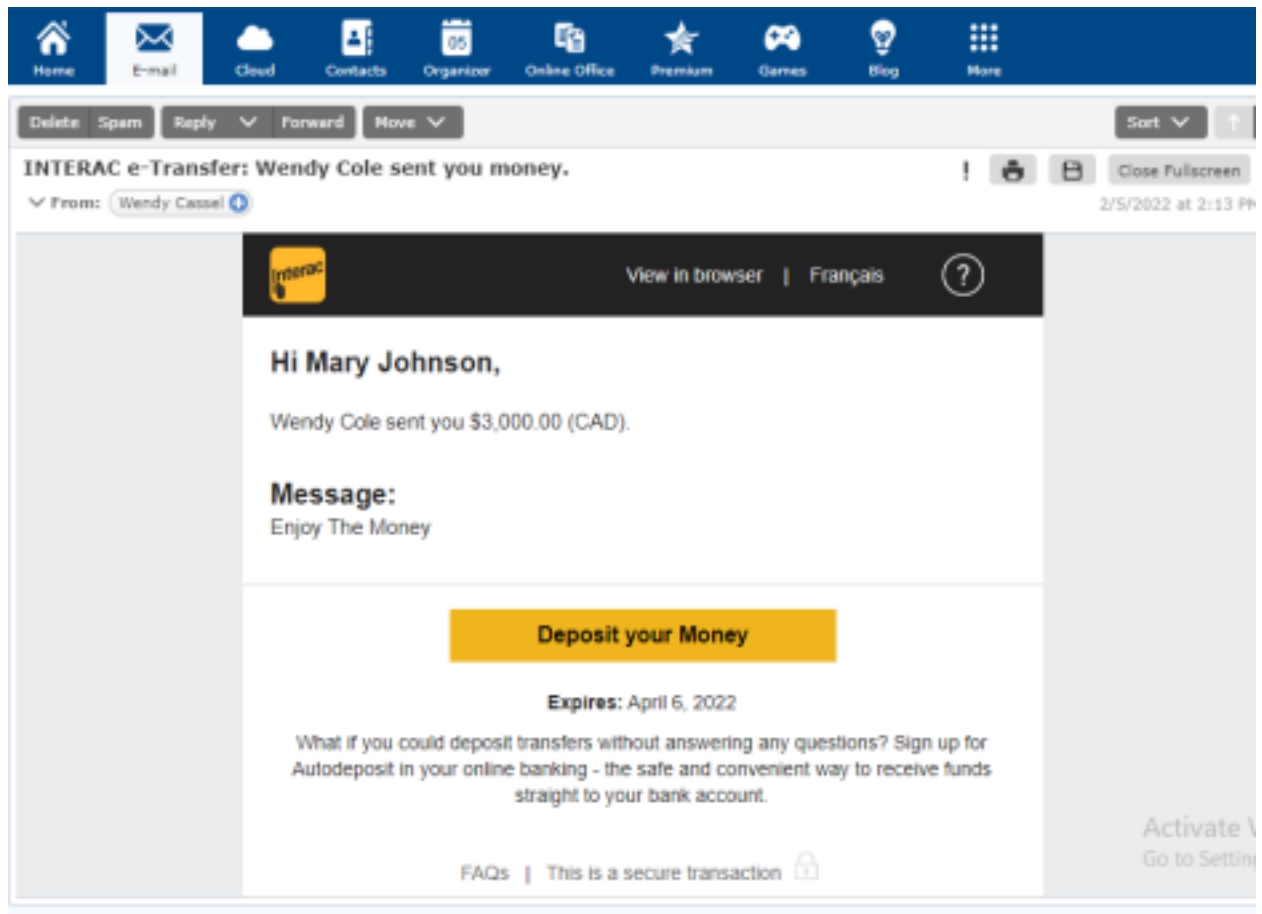 Home E-mail Cloud Contacts Organizer Online Office Premium Games Blog More
05
Delete Spam Reply Forward Move Sort
INTERAC e-Transfer: Wendy Cole sent you money. ! Close Fullscreen
From: Wendy Cassel 2/5/2022 at 2:13 PM
Interac View in browser | Français ?
Hi Mary Johnson,
Wendy Cole sent you $3,000.00 (CAD).
Message:
Enjoy The Money
Deposit your Money
Expires: April 6, 2022
What if you could deposit transfers without answering any questions? Sign up for
Autodeposit in your online banking - the safe and convenient way to receive funds
straight to your bank account.
Activate
Go to
FAQs | This is a secure transaction